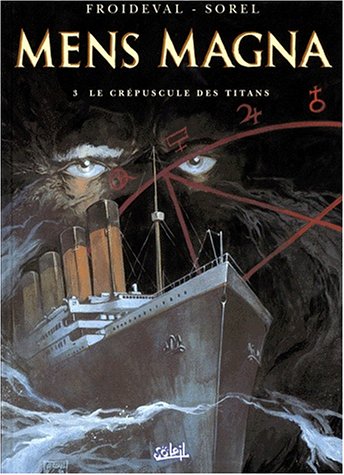 FROIDEVAL - SOREL
MENS MAGNA
3 LE CRÉPUSCULE DES TITANS
SOLEIL